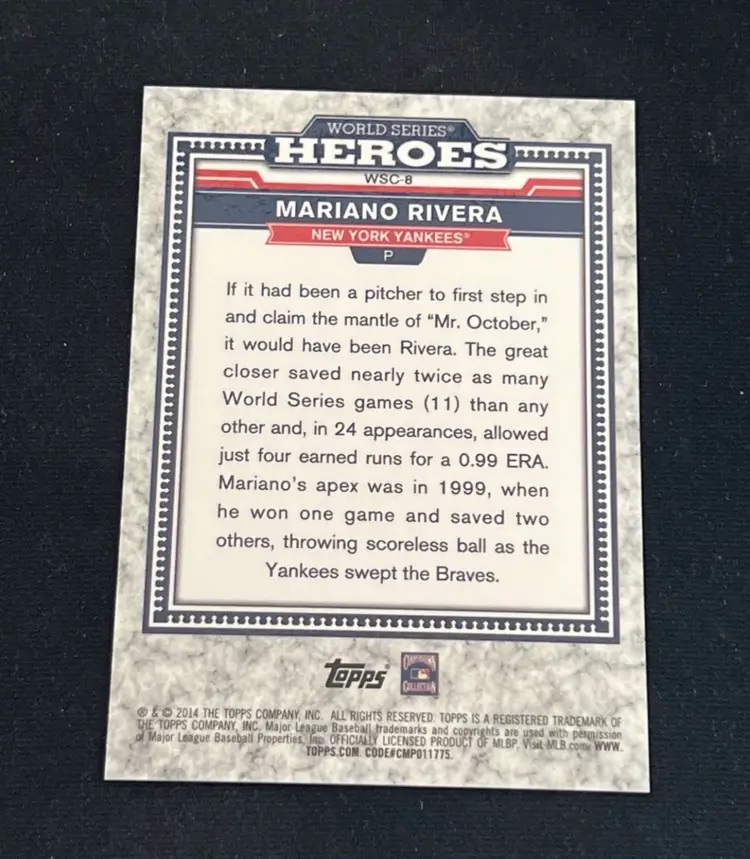 WORLD SERIES®
HEROES
WSC-8
MARIANO RIVERA
NEW YORK YANKEES®
P
If it had been a pitcher to first step in
and claim the mantle of “Mr. October,”
it would have been Rivera. The great
closer saved nearly twice as many
World Series games (11) than any
other and, in 24 appearances, allowed
just four earned runs for a 0.99 ERA.
Mariano's apex was in 1999, when
he won one game and saved two
others, throwing scoreless ball as the
Yankees swept the Braves.
Topps
COOPERSTOWN
COLLECTION
® & © 2014 THE TOPPS COMPANY, INC. ALL RIGHTS RESERVED. TOPPS IS A REGISTERED TRADEMARK OF
THE TOPPS COMPANY, INC. Major League Baseball trademarks and copyrights are used with permission
of Major League Baseball Properties, Inc. OFFICIALLY LICENSED PRODUCT OF MLBP. Visit MLB.com WWW.
TOPPS.COM. CODE#CMP011775.